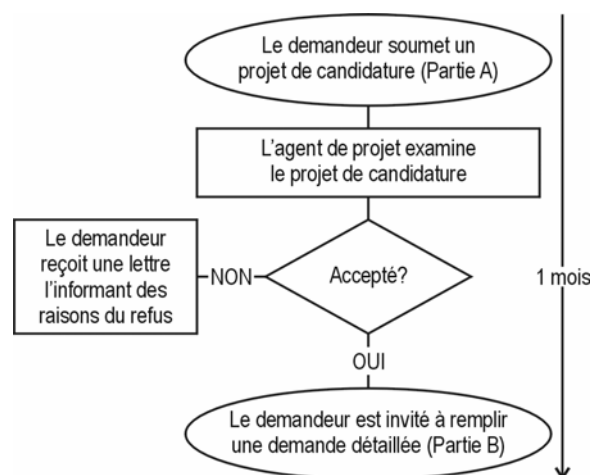 Le demandeur soumet un
projet de candidature (Partie A)
L'agent de projet examine
le projet de candidature
Le demandeur
reçoit une lettre
l'informant des
raisons du refus
NON
Accepté?
1 mois
OUI
Le demandeur est invité à remplir
une demande détaillée (Partie B)